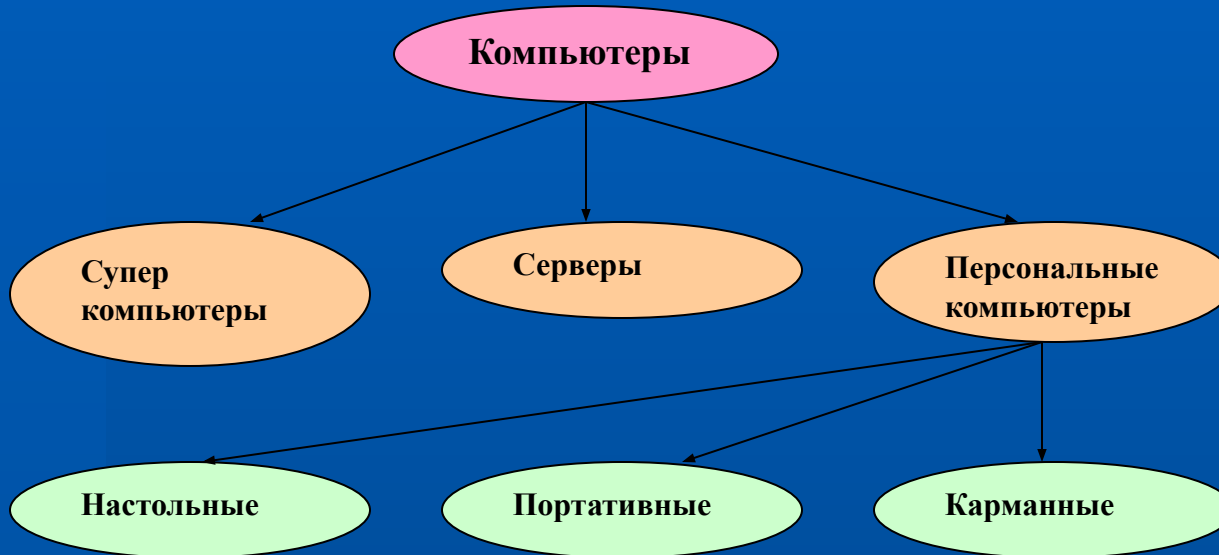 Компьютеры
Супер
компьютеры
Серверы
Персональные
компьютеры
Настольные
Портативные
Карманные